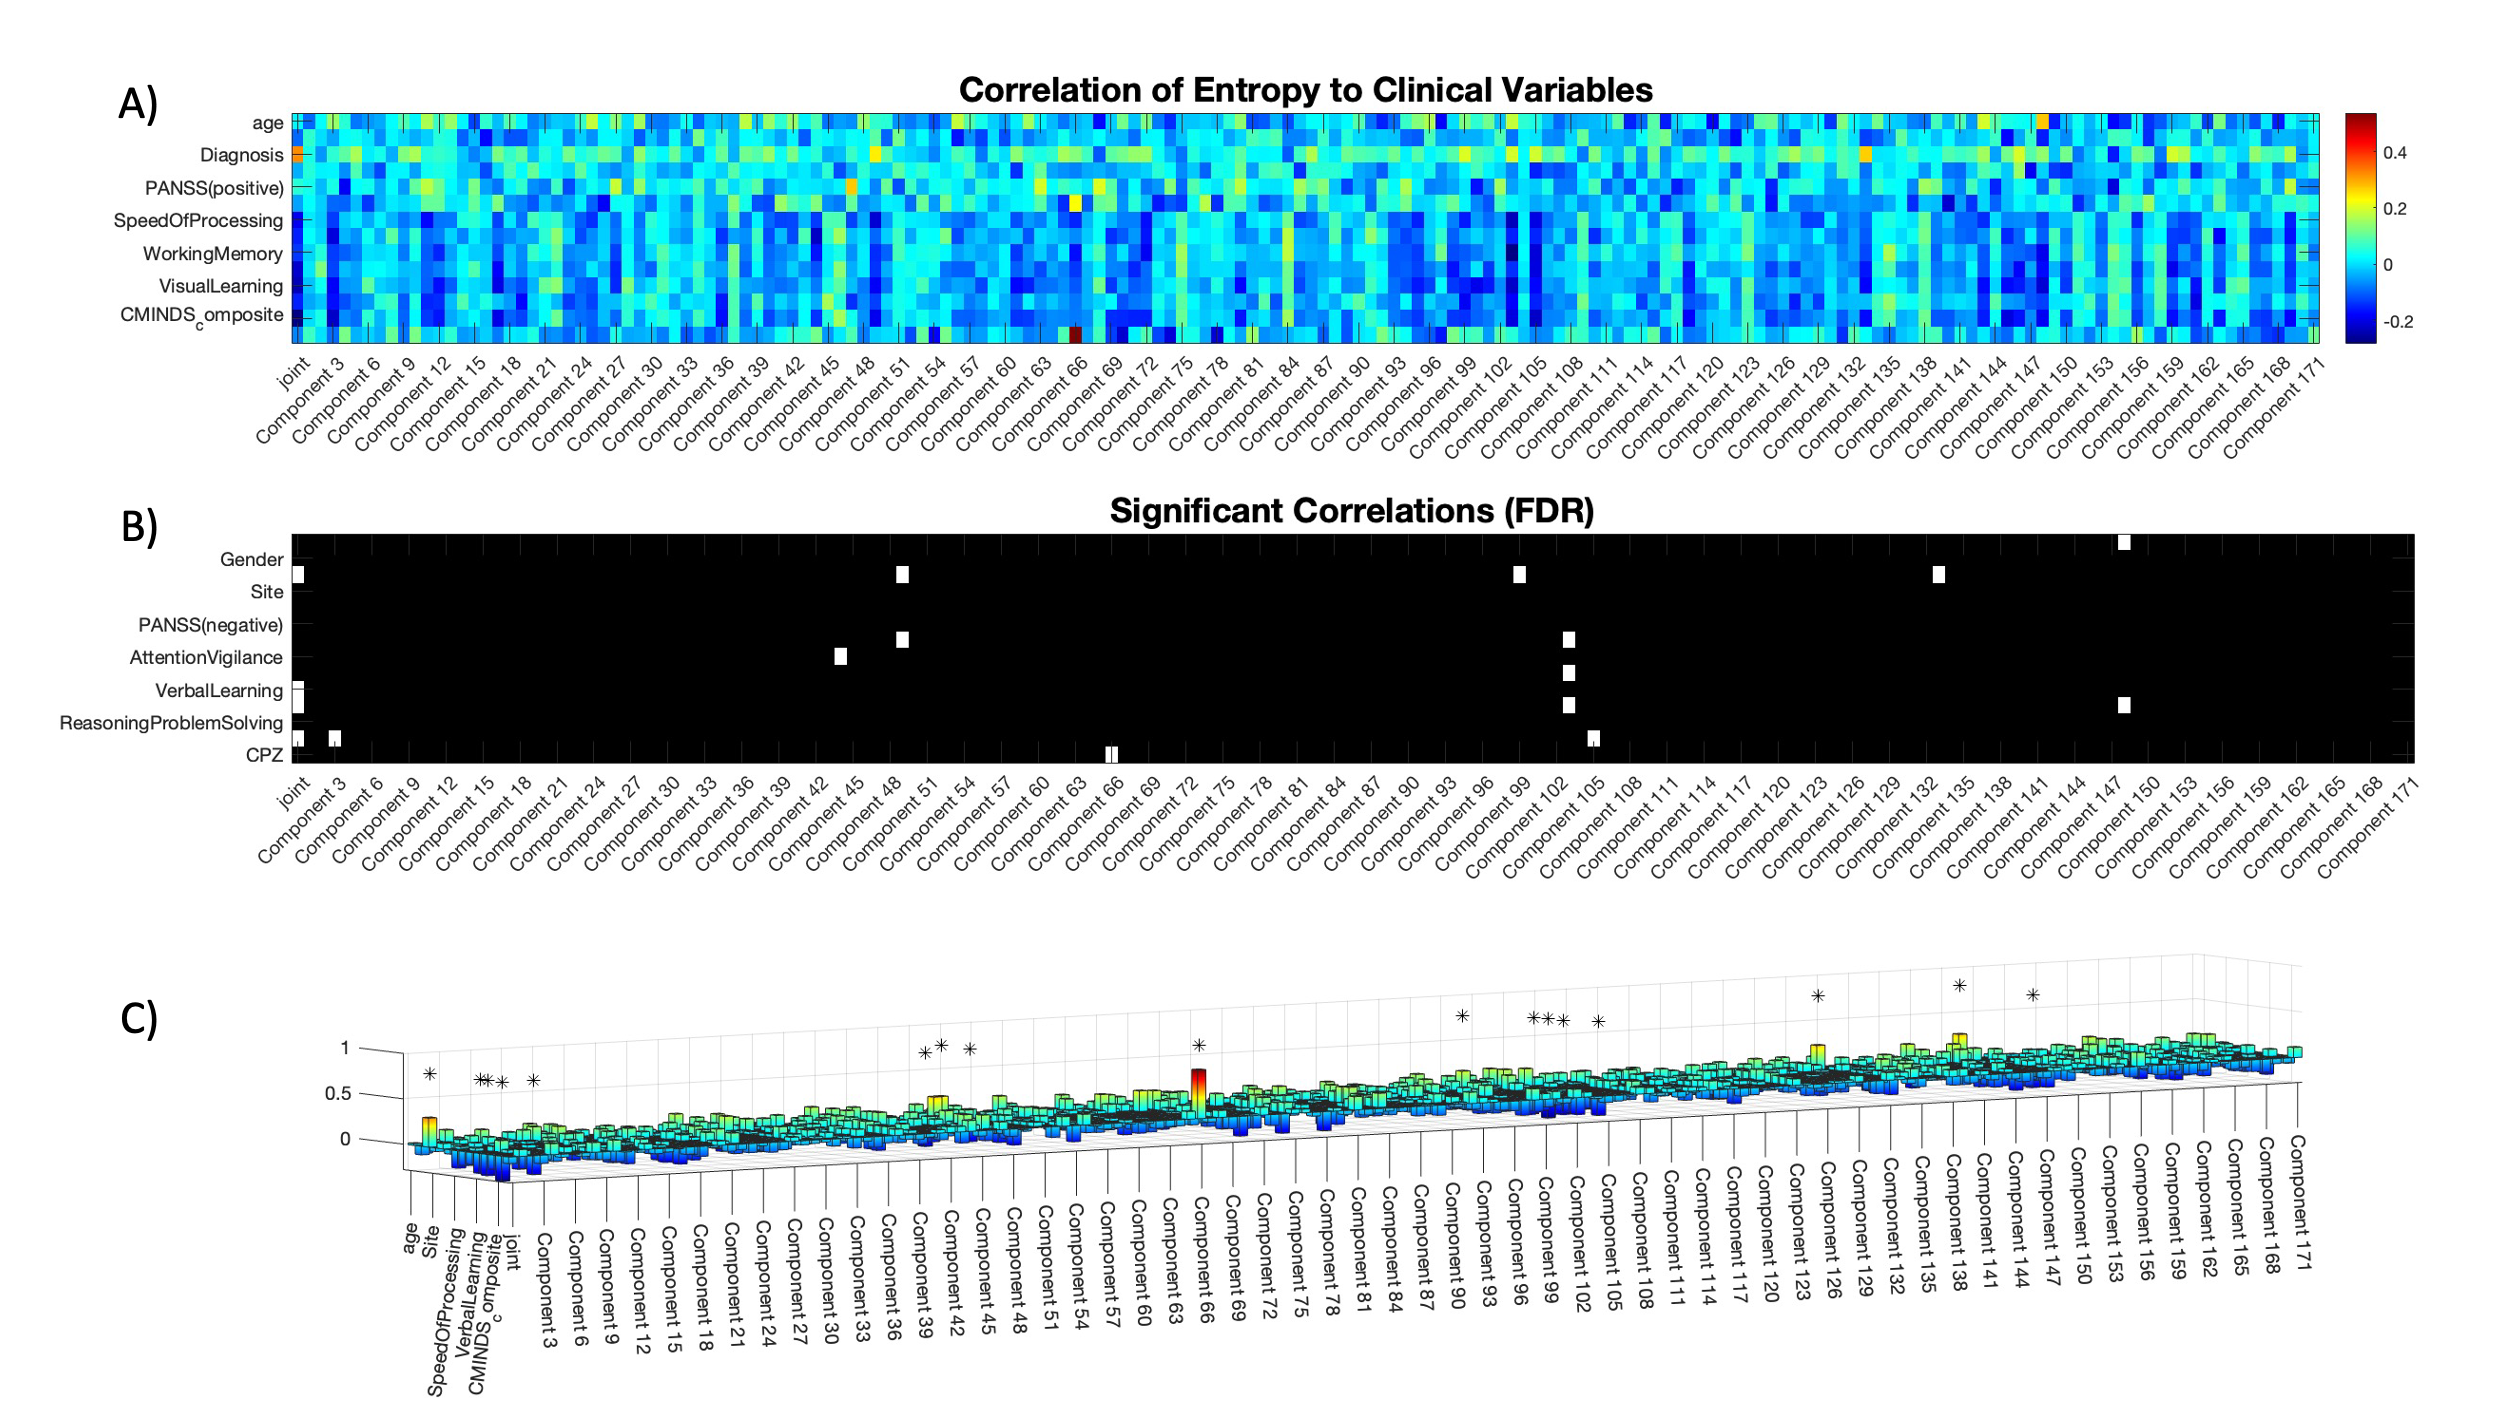 A)
Correlation of Entropy to Clinical Variables
age
Diagnosis
PANSS(positive)
SpeedOfProcessing
WorkingMemory
VisualLearning
CMINDScomposite
0.4
0.2
0
-0.2
joint
Component 3
Component 6
Component 9
Component 12
Component 15
Component 18
Component 21
Component 24
Component 27
Component 30
Component 33
Component 36
Component 39
Component 42
Component 45
Component 48
Component 51
Component 54
Component 57
Component 60
Component 63
Component 66
Component 69
Component 72
Component 75
Component 78
Component 81
Component 84
Component 87
Component 90
Component 93
Component 96
Component 99
Component 102
Component 105
Component 108
Component 111
Component 114
Component 117
Component 120
Component 123
Component 126
Component 129
Component 132
Component 135
Component 138
Component 141
Component 144
Component 147
Component 150
Component 153
Component 156
Component 159
Component 162
Component 165
Component 168
Component 171
B)
Significant Correlations (FDR)
Gender
Site
PANSS(negative)
AttentionVigilance
VerbalLearning
ReasoningProblemSolving
CPZ
joint
Component 3
Component 6
Component 9
Component 12
Component 15
Component 18
Component 21
Component 24
Component 27
Component 30
Component 33
Component 36
Component 39
Component 42
Component 45
Component 48
Component 51
Component 54
Component 57
Component 60
Component 63
Component 66
Component 69
Component 72
Component 75
Component 78
Component 81
Component 84
Component 87
Component 90
Component 93
Component 96
Component 99
Component 102
Component 105
Component 108
Component 111
Component 114
Component 117
Component 120
Component 123
Component 126
Component 129
Component 132
Component 135
Component 138
Component 141
Component 144
Component 147
Component 150
Component 153
Component 156
Component 159
Component 162
Component 165
Component 168
Component 171
C)
1
0.5
0
age
Site
SpeedOfProcessing
VerbalLearning
CMINDScomposite
joint
Component 3
Component 6
Component 9
Component 12
Component 15
Component 18
Component 21
Component 24
Component 27
Component 30
Component 33
Component 36
Component 39
Component 42
Component 45
Component 48
Component 51
Component 54
Component 57
Component 60
Component 63
Component 66
Component 69
Component 72
Component 75
Component 78
Component 81
Component 84
Component 87
Component 90
Component 93
Component 96
Component 99
Component 102
Component 105
Component 108
Component 111
Component 114
Component 117
Component 120
Component 123
Component 126
Component 129
Component 132
Component 135
Component 138
Component 141
Component 144
Component 147
Component 150
Component 153
Component 156
Component 159
Component 162
Component 165
Component 168
Component 171